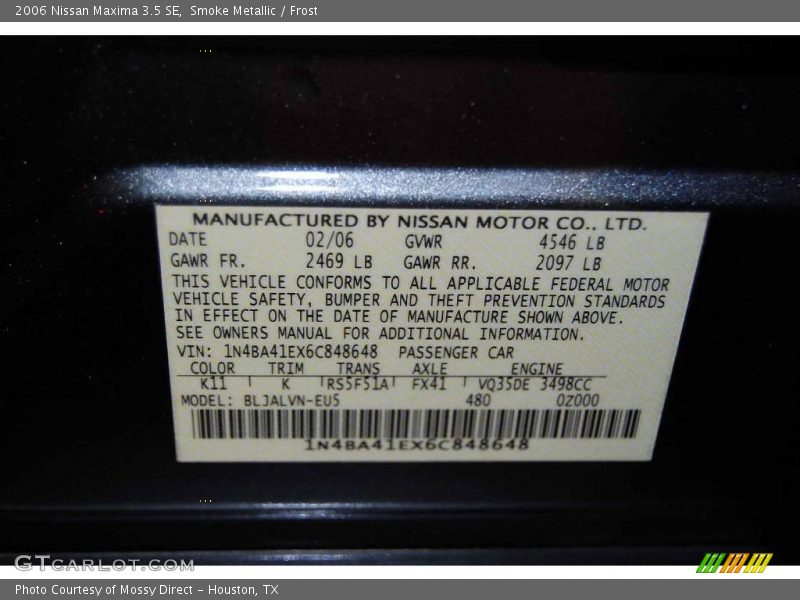 2006 Nissan Maxima 3.5 SE, Smoke Metallic / Frost
MANUFACTURED BY NISSAN MOTOR CO., LTD.
DATE 02/06 GVWR 4546 LB
GAWR FR. 2469 LB GAWR RR. 2097 LB
THIS VEHICLE CONFORMS TO ALL APPLICABLE FEDERAL MOTOR
VEHICLE SAFETY, BUMPER AND THEFT PREVENTION STANDARDS
IN EFFECT ON THE DATE OF MANUFACTURE SHOWN ABOVE.
SEE OWNERS MANUAL FOR ADDITIONAL INFORMATION.
VIN: 1N4BA41EX6C848648 PASSENGER CAR
COLOR TRIM TRANS AXLE ENGINE
K11 K RS5F51A FX41 VQ35DE 3498CC
MODEL: BLJALVN-EU5 480 0Z000
1N4BA41EX6C848648
GTCARLOT.COM
Photo Courtesy of Mossy Direct - Houston, TX